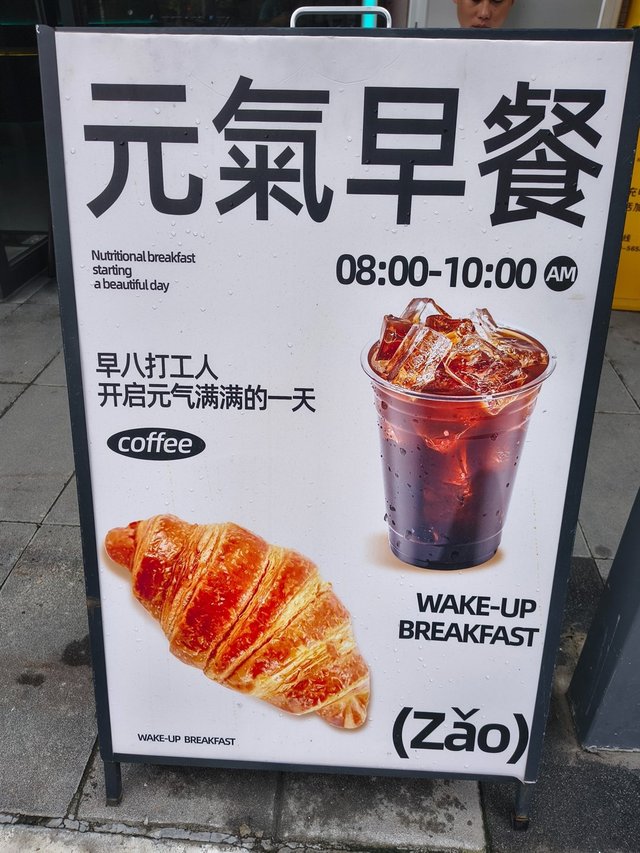 元氣早餐
Nutritional breakfast
starting
a beautiful day
08:00-10:00 AM
早八打工人
开启元气满满的一天
coffee
WAKE-UP
BREAKFAST
WAKE-UP BREAKFAST
(Zǎo)